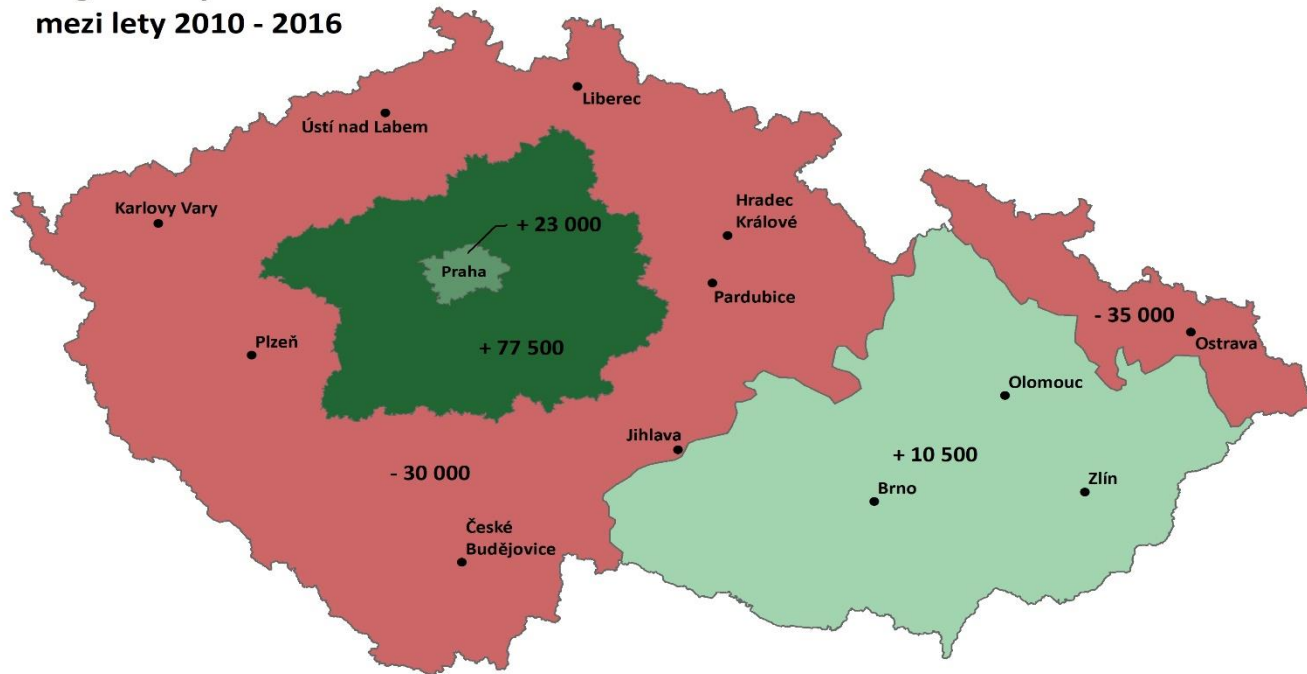 mezi lety 2010 - 2016
Liberec
Ústí nad Labem
Karlovy Vary
Hradec
Králové
+ 23 000
Praha
Pardubice
- 35 000
Ostrava
Plzeň
+ 77 500
Olomouc
Jihlava
+ 10 500
- 30 000
Brno
Zlín
České
Budějovice